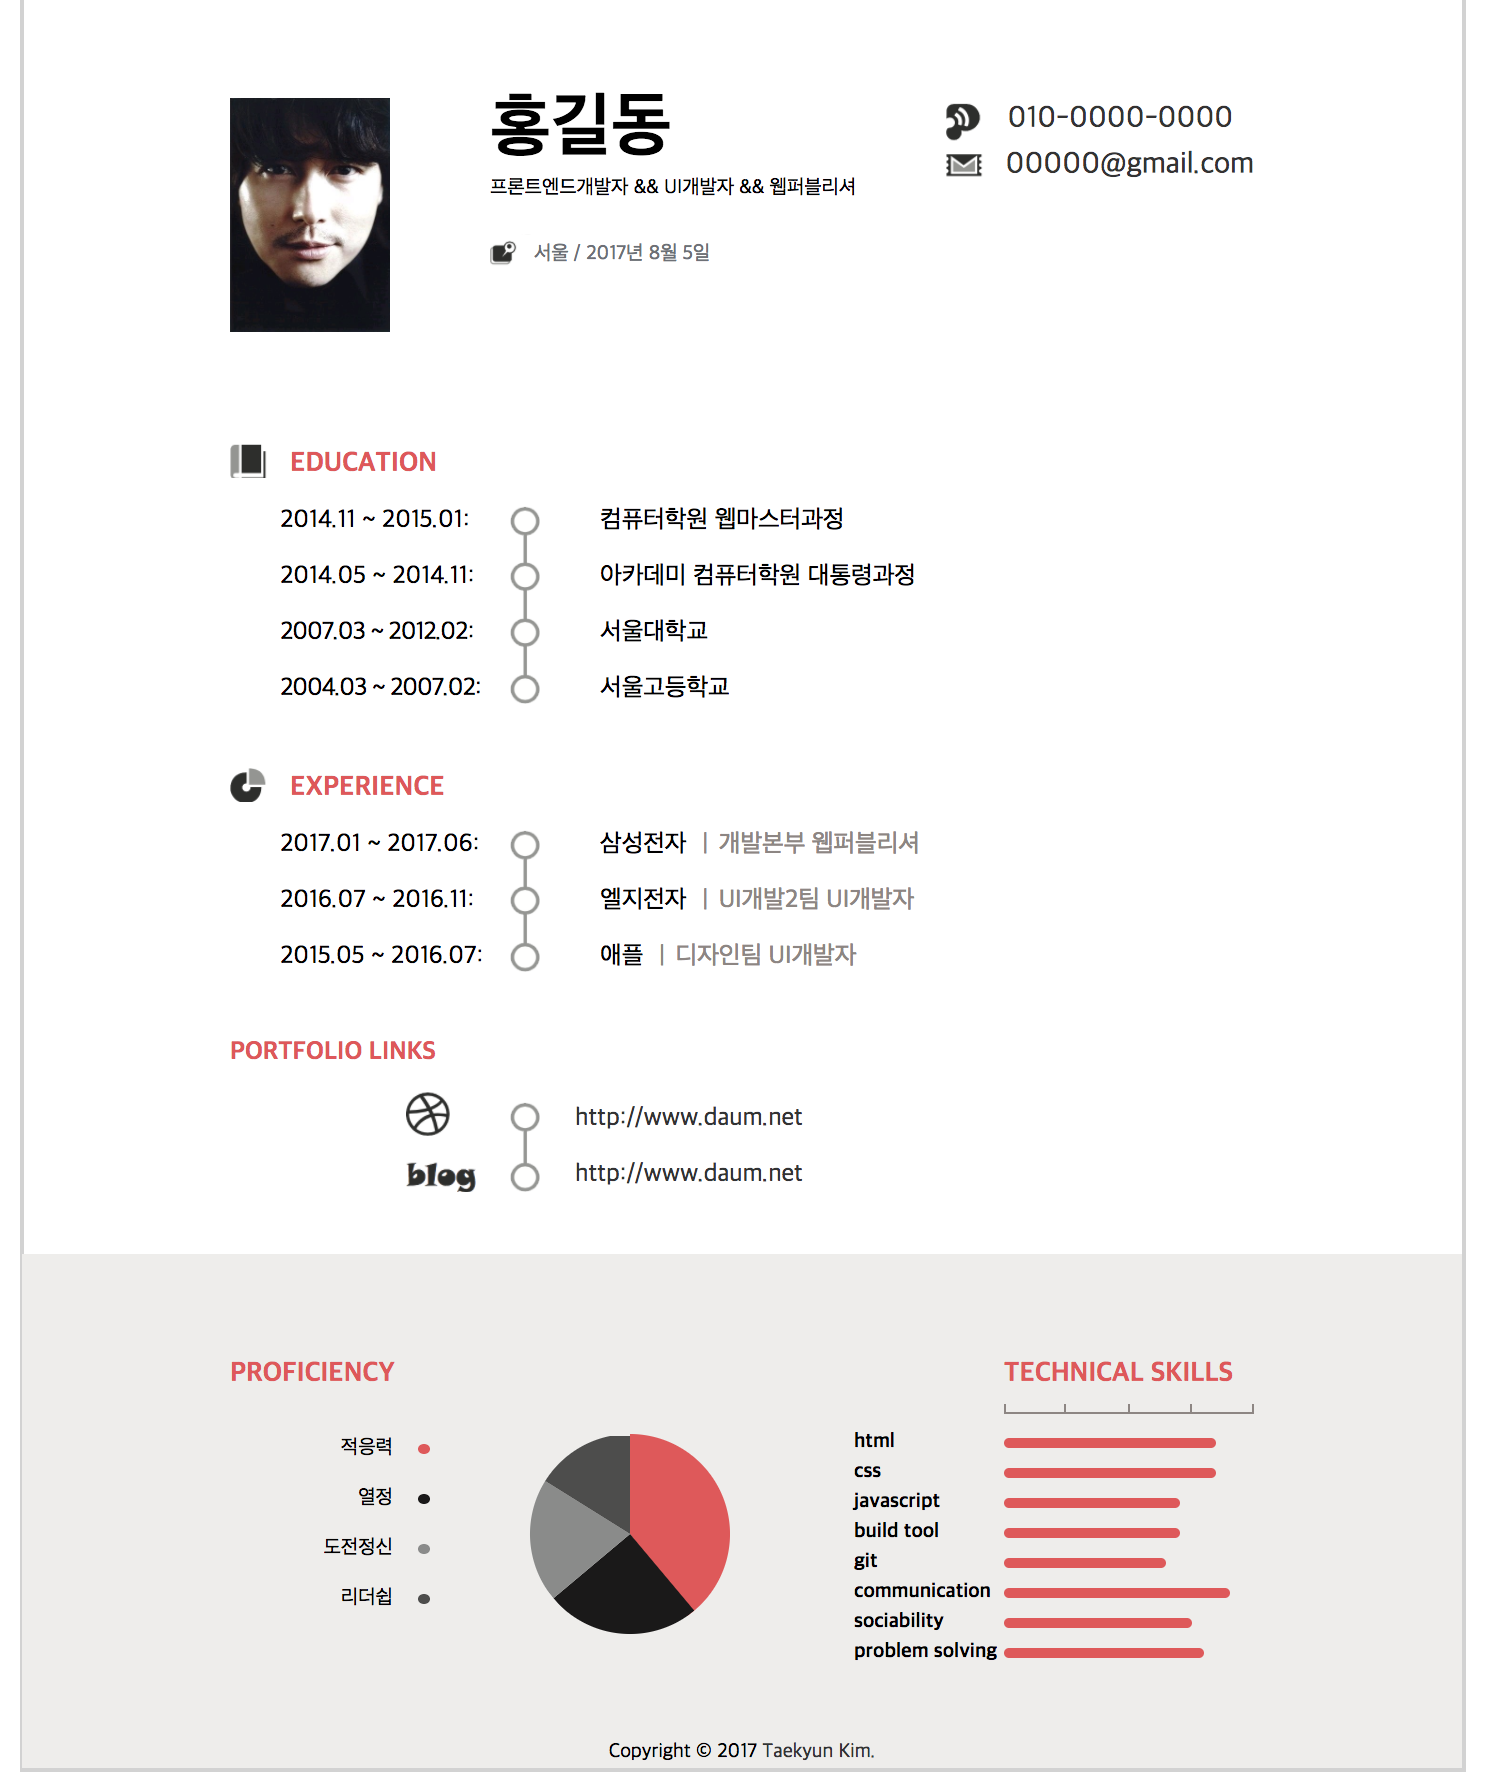 홍길동
프론트엔드개발자 && UI개발자 && 웹퍼블리셔
서울 / 2017년 8월 5일
010-0000-0000
00000@gmail.com
EDUCATION
2014.11 ~ 2015.01: 컴퓨터학원 웹마스터과정
2014.05 ~ 2014.11: 아카데미 컴퓨터학원 대통령과정
2007.03 ~ 2012.02: 서울대학교
2004.03 ~ 2007.02: 서울고등학교
EXPERIENCE
2017.01 ~ 2017.06: 삼성전자 | 개발본부 웹퍼블리셔
2016.07 ~ 2016.11: 엘지전자 | UI개발2팀 UI개발자
2015.05 ~ 2016.07: 애플 | 디자인팀 UI개발자
PORTFOLIO LINKS
http://www.daum.net
blog http://www.daum.net
PROFICIENCY
적응력
열정
도전정신
리더쉽
TECHNICAL SKILLS
html
css
javascript
build tool
git
communication
sociability
problem solving
Copyright © 2017 Taekyun Kim.